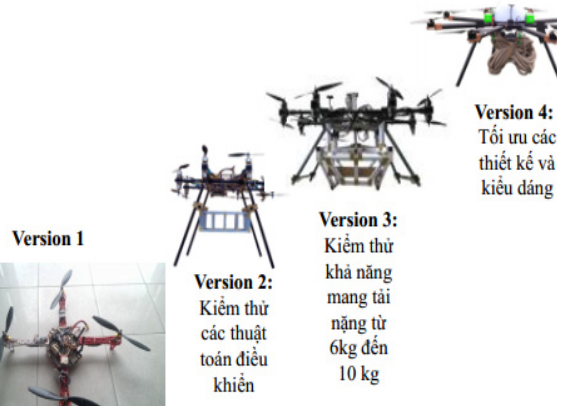 Version 1
Version 2:
Kiểm thử
các thuật
toán điều
khiển
Version 3:
Kiểm thử
khả năng
mang tải
nặng từ
6kg đến
10 kg
Version 4:
Tối ưu các
thiết kế và
kiểu dáng